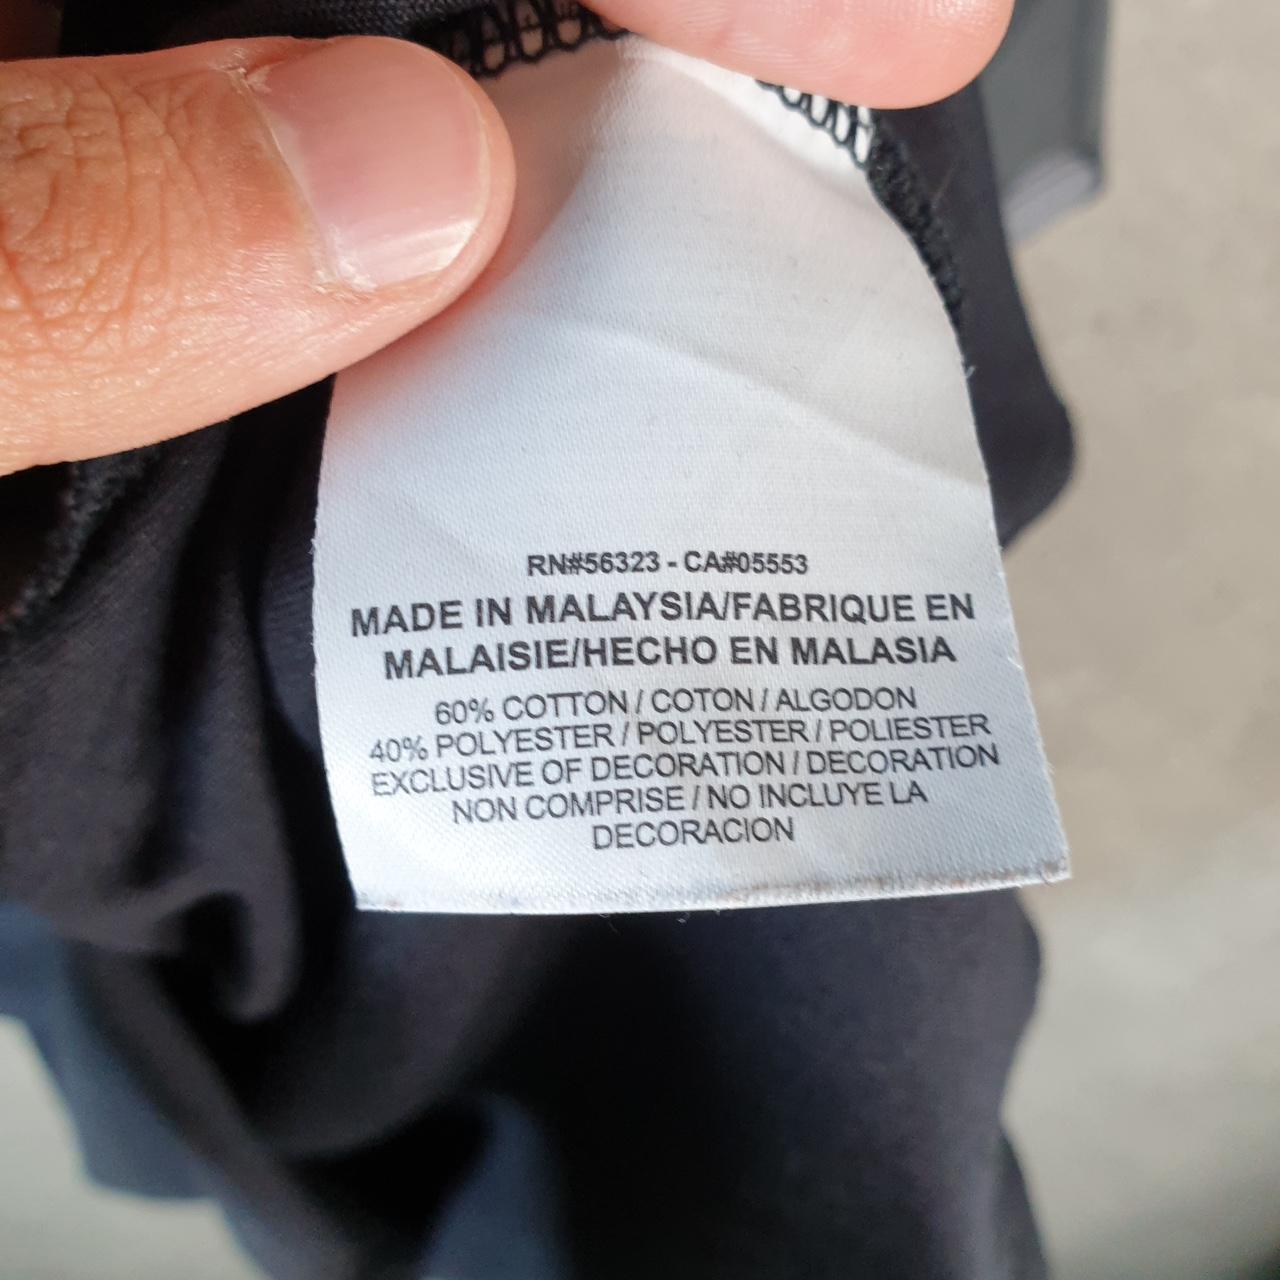 RN#56323 - CA#05553
MADE IN MALAYSIA/FABRIQUE EN
MALAISIE/HECHO EN MALASIA
60% COTTON / COTON / ALGODON
40% POLYESTER / POLYESTER / POLIESTER
EXCLUSIVE OF DECORATION / DECORATION
NON COMPRISE / NO INCLUYE LA
DECORACION